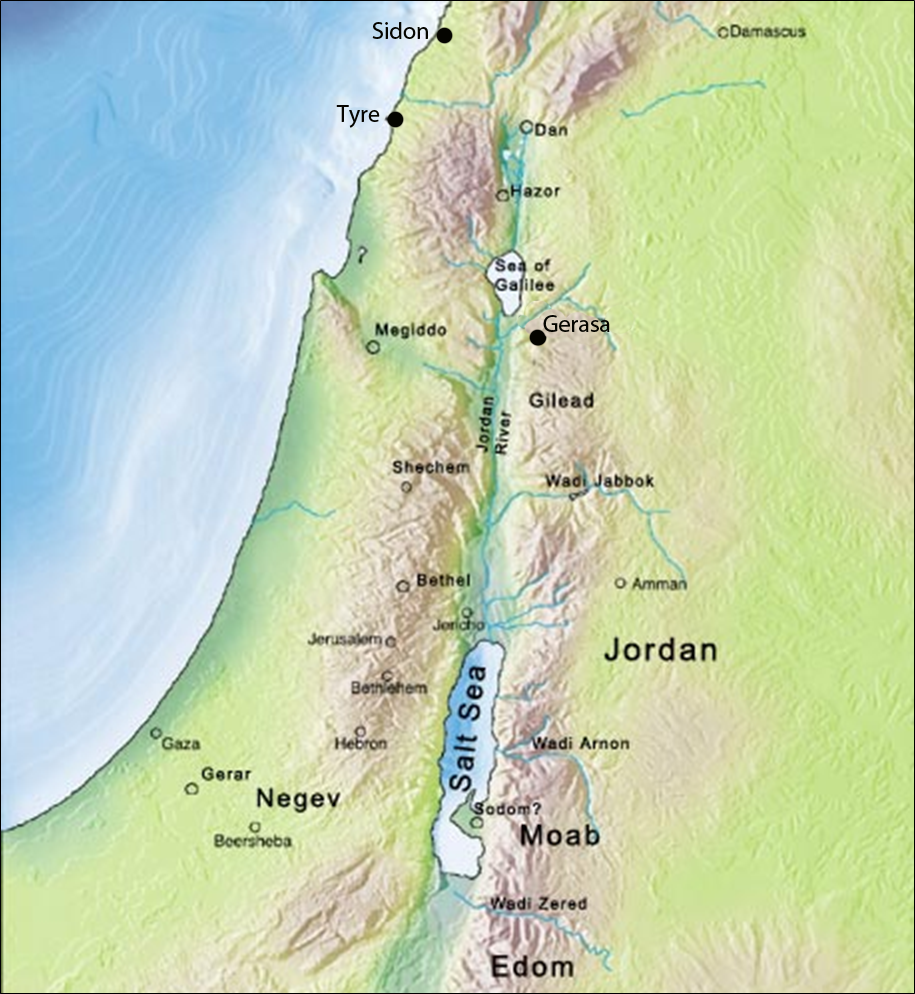 Sidon
Damascus
Tyre
Dan
Hazor
?
Sea of
Galilee
Gerasa
Megiddo
Gilead
Jordan
River
Shechem
Wadi Jabbok
Bethel
Amman
Jericho
Jerusalem
Jordan
Bethlehem
Salt Sea
Gaza
Hebron
Wadi Arnon
Gerar
Negev
Sodom?
Beersheba
Moab
Wadi Zered
Edom